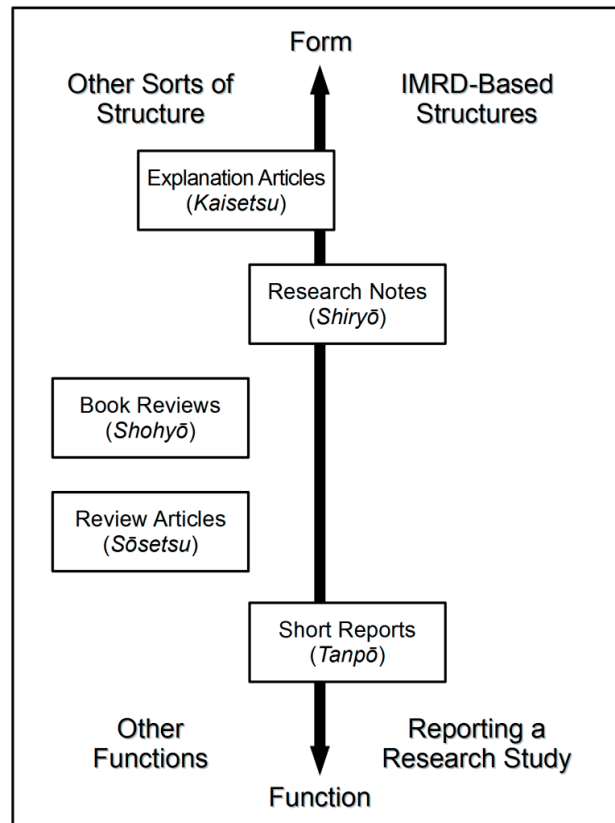 Form
Other Sorts of
Structure
IMRD-Based
Structures
Explanation Articles
(Kaisetsu)
Research Notes
(Shiryō)
Book Reviews
(Shohyō)
Review Articles
(Sōsetsu)
Short Reports
(Tanpō)
Other
Functions
Reporting a
Research Study
Function